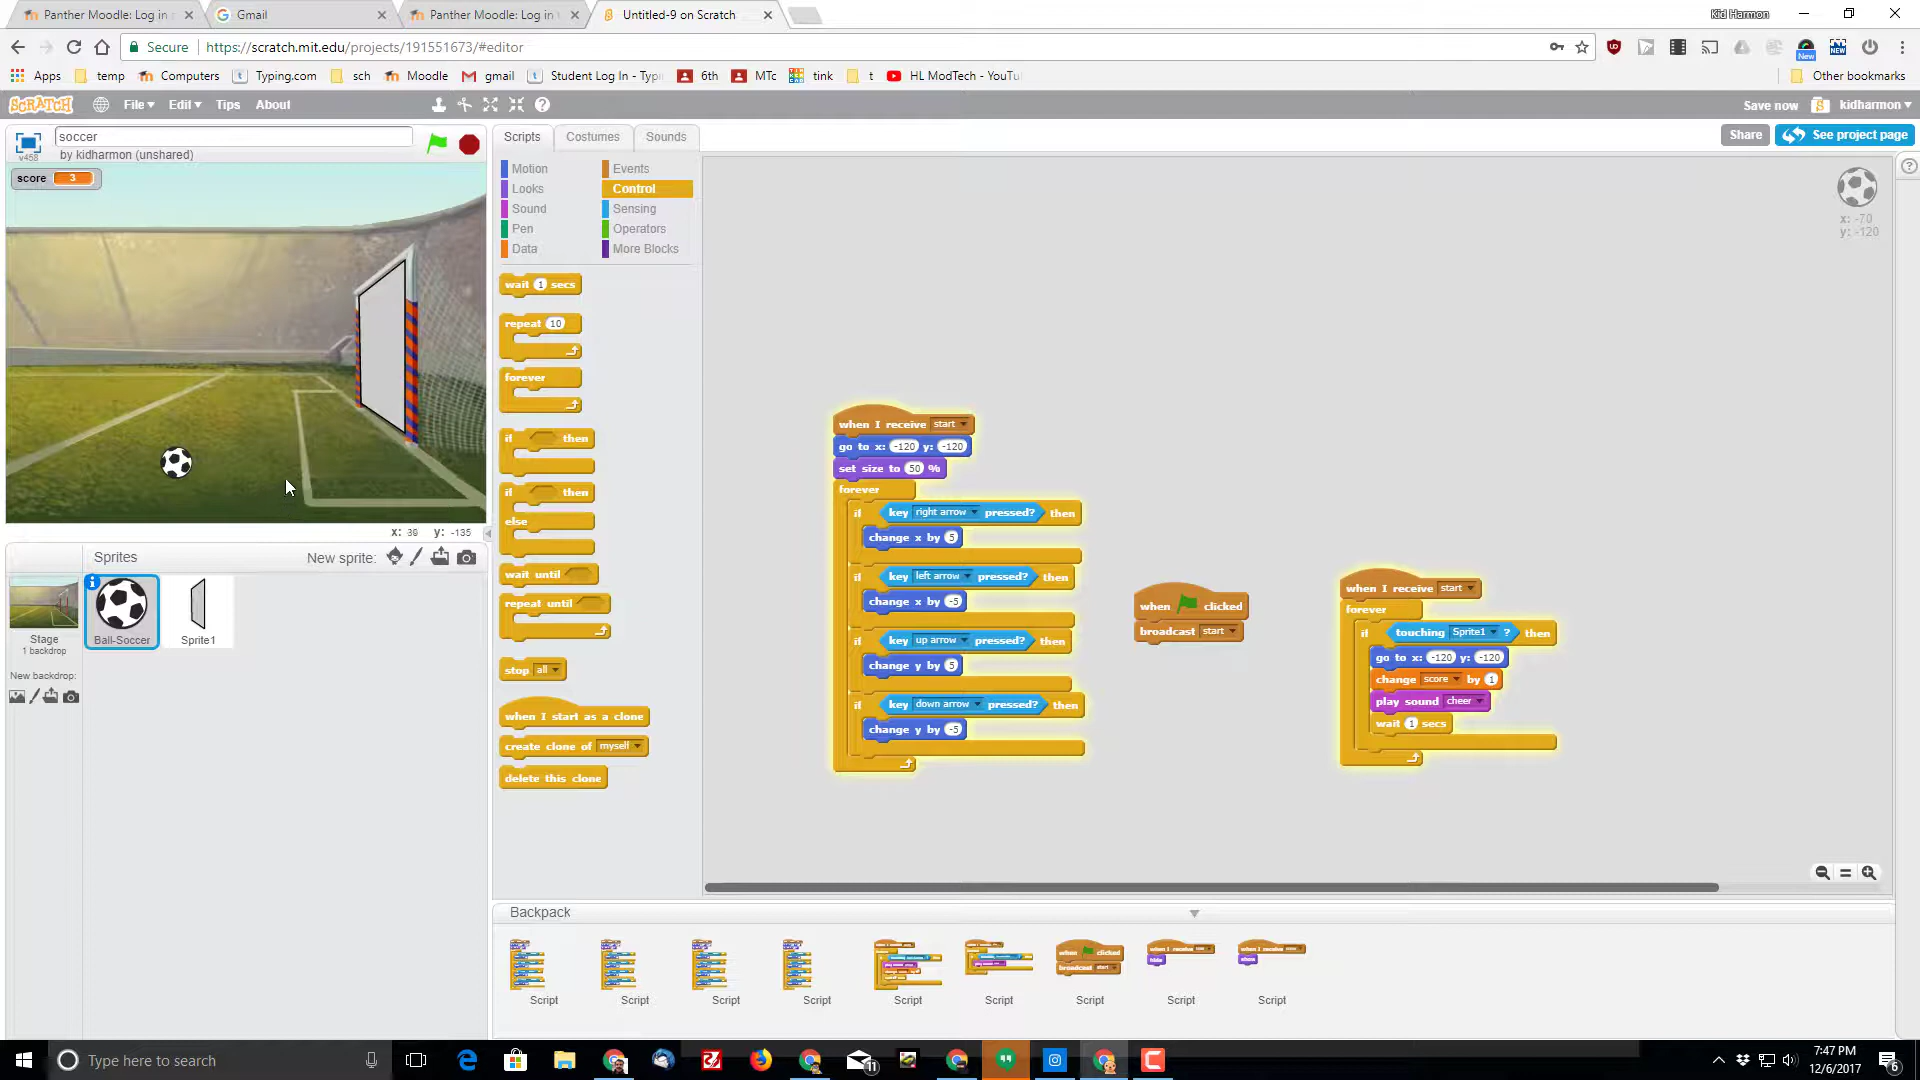 Panther Moodle: Log in
Gmail
Panther Moodle: Log in
Untitled-9 on Scratch
Kid Harmon
Secure
https://scratch.mit.edu/projects/191551673/#editor
Apps
temp
Computers
Typing.com
sch
Moodle
gmail
Student Log In - Typi
6th
MTc
tink
t
HL ModTech - YouTu
Other bookmarks
SCRATCH
File
Edit
Tips
About
Save now
kidharmon
v458
soccer
by kidharmon (unshared)
Scripts
Costumes
Sounds
Share
See project page
score 3
x: 39 y: -135
Motion
Events
Looks
Control
Sound
Sensing
Pen
Operators
Data
More Blocks
wait 1 secs
repeat 10
forever
if then
if then
else
wait until
repeat until
stop all
when I start as a clone
create clone of myself
delete this clone
x: -70
y: -120
when I receive start
go to x: -120 y: -120
set size to 50 %
forever
if key right arrow pressed? then
change x by 5
if key left arrow pressed? then
change x by -5
if key up arrow pressed? then
change y by 5
if key down arrow pressed? then
change y by -5
when clicked
broadcast start
when I receive start
forever
if touching Sprite1 ? then
go to x: -120 y: -120
change score by 1
play sound cheer
wait 1 secs
Sprites
New sprite:
Stage
1 backdrop
New backdrop:
Ball-Soccer
Sprite1
Backpack
when clicked
broadcast start
Script
Script
Script
Script
Script
Script
Script
Script
Script
Type here to search
11
7:47 PM
12/6/2017
6